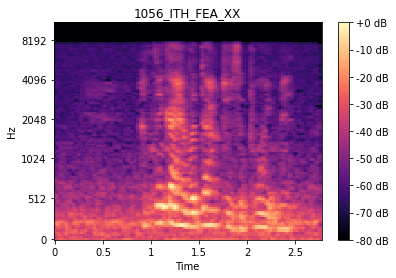 1056_ITH_FEA_XX
8192
4096
2048
1024
512
0
Hz
0
0.5
1
1.5
2
2.5
Time
+0 dB
-10 dB
-20 dB
-30 dB
-40 dB
-50 dB
-60 dB
-70 dB
-80 dB